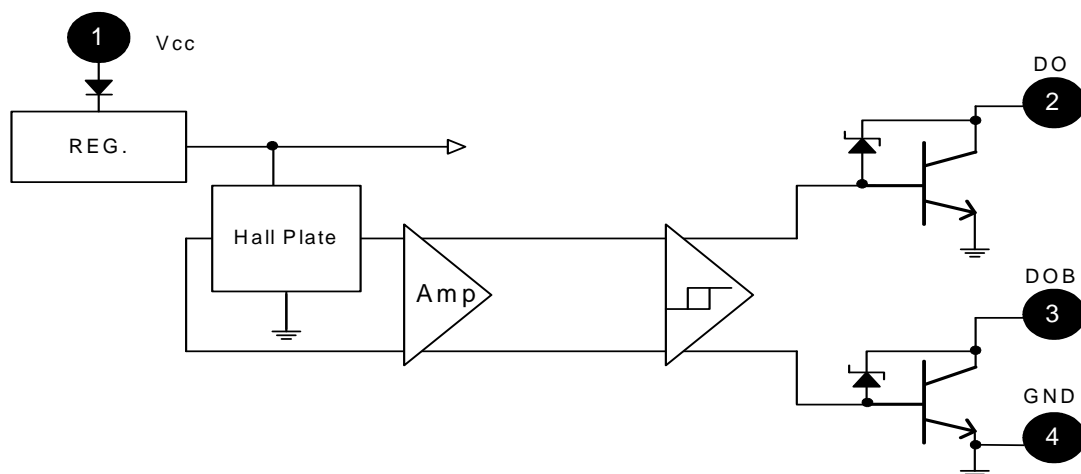 1
Vcc
DO
2
REG.
Hall Plate
Amp
DOB
3
GND
4